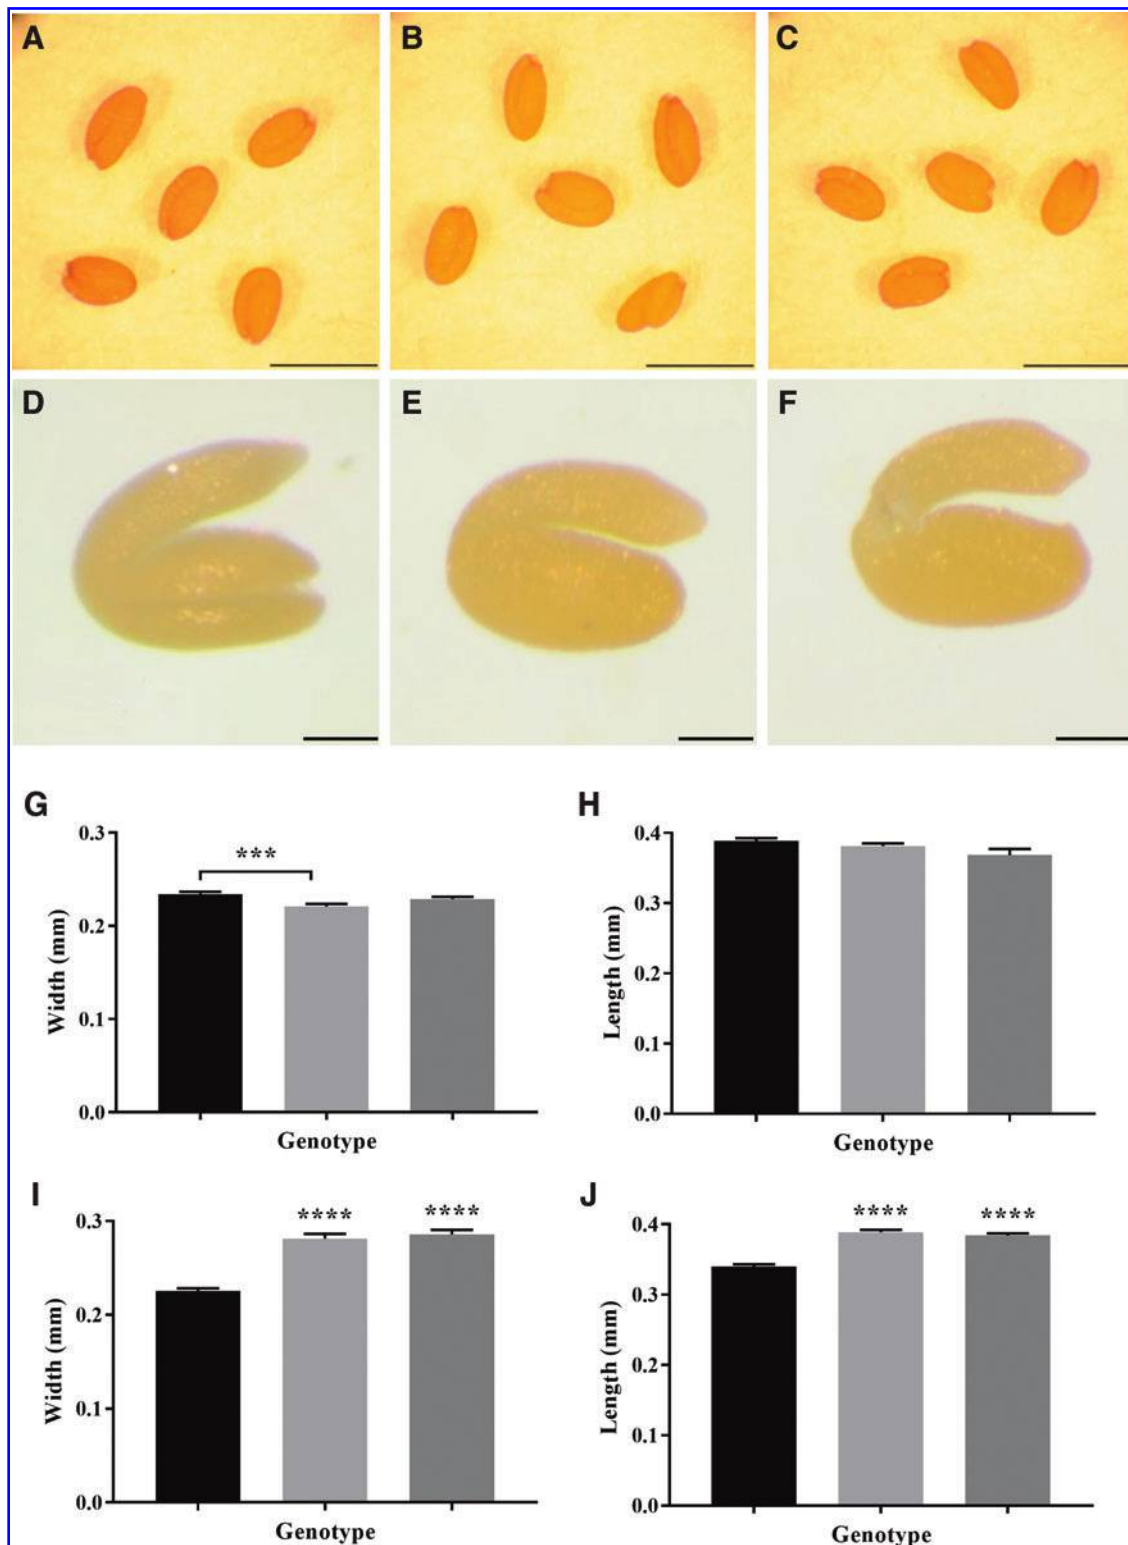 A
B
C
D
E
F
G
H
0.3
0.2
0.1
0.0
Width (mm)
***
Genotype
0.4
0.3
0.2
0.1
0.0
Length (mm)
Genotype
I
J
0.3
0.2
0.1
0.0
Width (mm)
**** ****
Genotype
0.4
0.3
0.2
0.1
0.0
Length (mm)
**** ****
Genotype